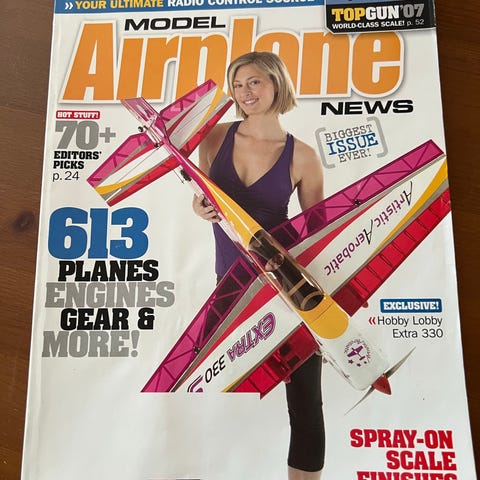 » YOUR ULTIMATE RADIO CONTROL SOURCE
TOPGUN'07
WORLD-CLASS SCALE! p. 52
MODEL
Airplane
NEWS
HOT STUFF!
70+
EDITORS'
PICKS
p. 24
BIGGEST
ISSUE
EVER!
613
PLANES
ENGINES
GEAR &
MORE!
Artistic Aerobatic
EXTRA
330
EXCLUSIVE!
«Hobby Lobby
Extra 330
SPRAY-ON
SCALE
FINISHES